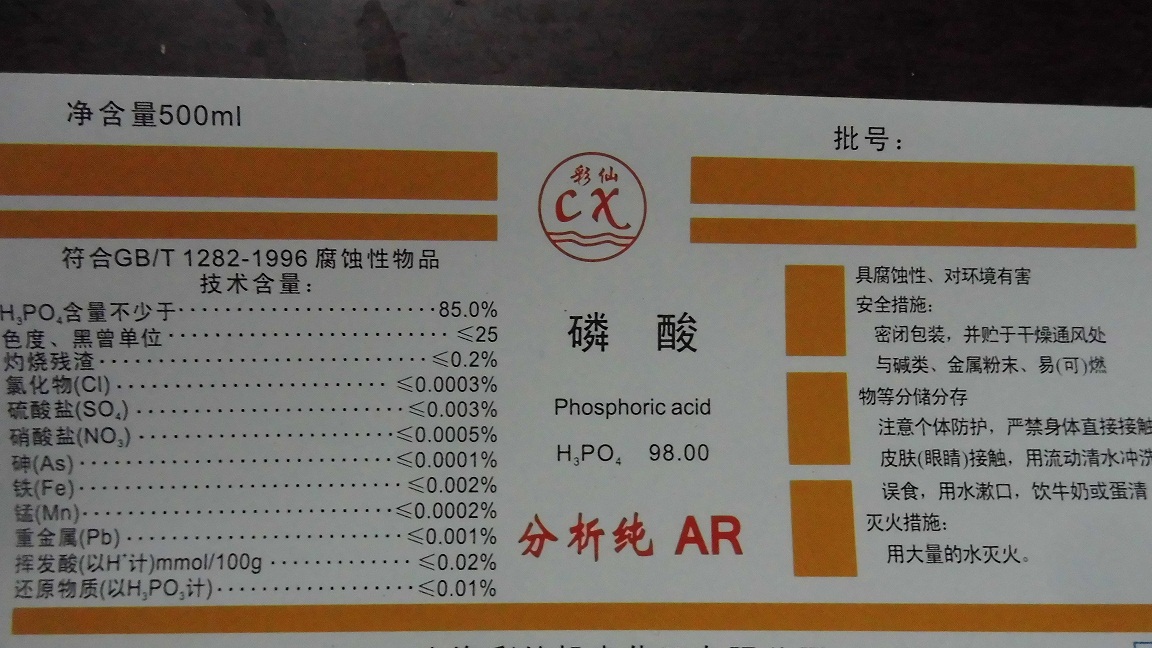 净含量500ml
批号：
彩仙
CX
符合GB/T 1282-1996 腐蚀性物品
技术含量：
H₃PO₄含量不少于··················85.0%
色度、黑曾单位··················≤25
灼烧残渣··················≤0.2%
氯化物(Cl)··················≤0.0003%
硫酸盐(SO₄)··················≤0.003%
硝酸盐(NO₃)··················≤0.0005%
砷(As)··················≤0.0001%
铁(Fe)··················≤0.002%
锰(Mn)··················≤0.0002%
重金属(Pb)··················≤0.001%
挥发酸(以H⁺计)mmol/100g··················≤0.02%
还原物质(以H₃PO₃计)··················≤0.01%
磷 酸
Phosphoric acid
H₃PO₄ 98.00
分析纯 AR
具腐蚀性、对环境有害
安全措施：
密闭包装，并贮于干燥通风处
与碱类、金属粉末、易(可)燃
物等分储分存
注意个体防护，严禁身体直接接触
皮肤(眼睛)接触，用流动清水冲洗
误食，用水漱口，饮牛奶或蛋清
灭火措施：
用大量的水灭火。